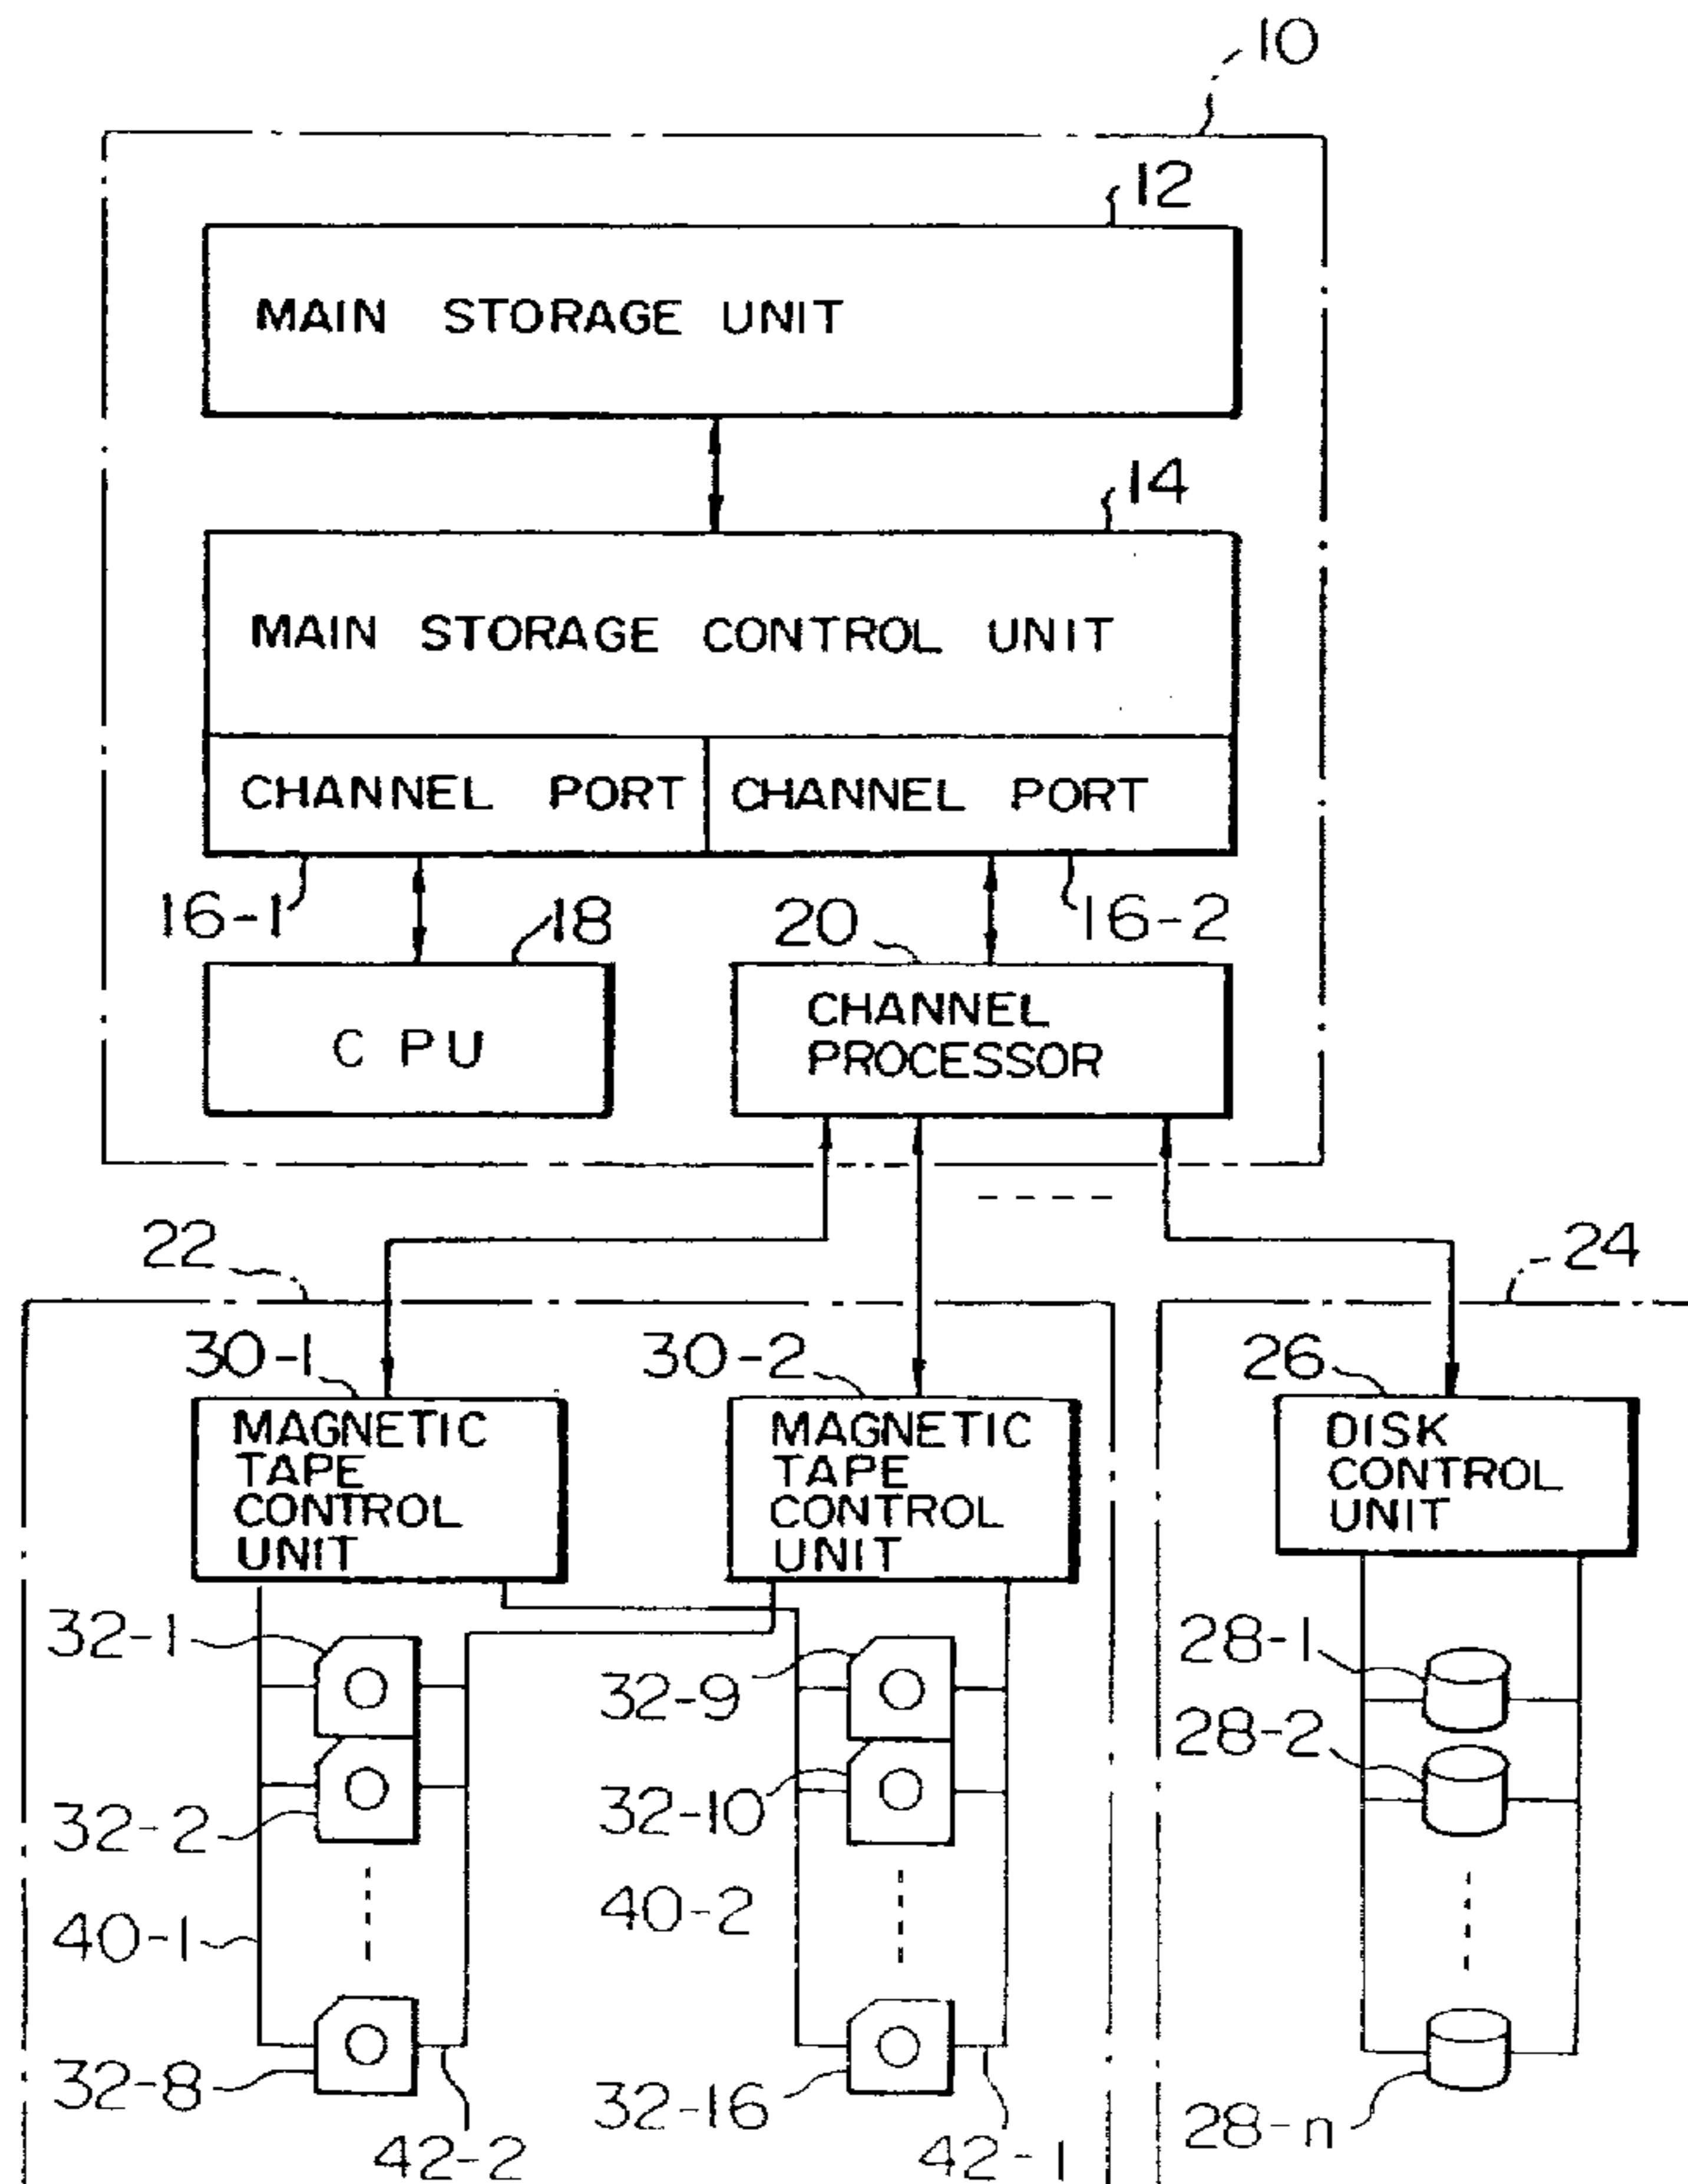 10
12
MAIN STORAGE UNIT
14
MAIN STORAGE CONTROL UNIT
CHANNEL PORT
CHANNEL PORT
16-1
18
20
16-2
CPU
CHANNEL
PROCESSOR
22
24
30-1
30-2
26
MAGNETIC
TAPE
CONTROL
UNIT
MAGNETIC
TAPE
CONTROL
UNIT
DISK
CONTROL
UNIT
32-1
32-9
28-1
28-2
32-2
32-10
40-1
40-2
32-8
32-16
28-n
42-2
42-1